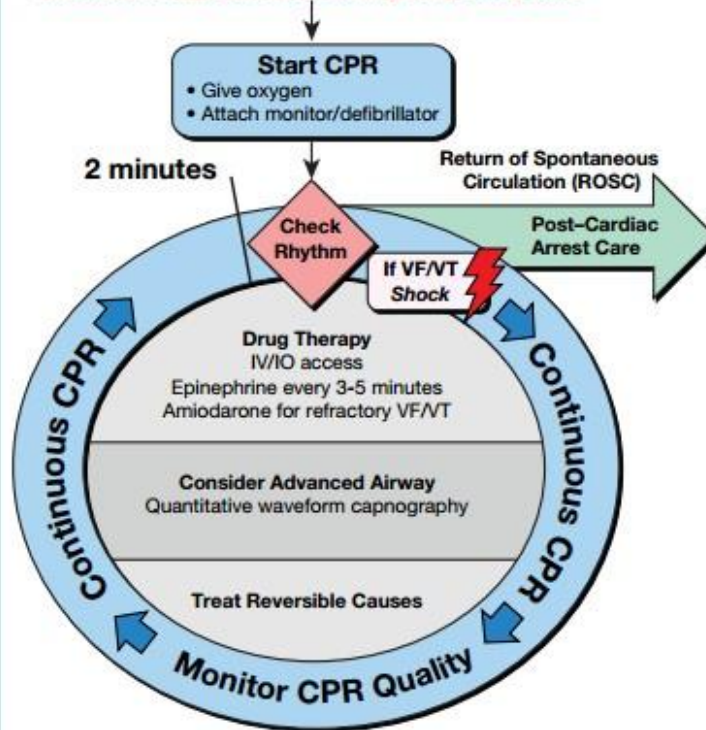 Start CPR
• Give oxygen
• Attach monitor/defibrillator
2 minutes
Return of Spontaneous
Circulation (ROSC)
Check
Rhythm
Post–Cardiac
Arrest Care
If VF/VT
Shock
Drug Therapy
IV/IO access
Epinephrine every 3-5 minutes
Amiodarone for refractory VF/VT
Continuous CPR
Continuous CPR
Consider Advanced Airway
Quantitative waveform capnography
Treat Reversible Causes
Monitor CPR Quality